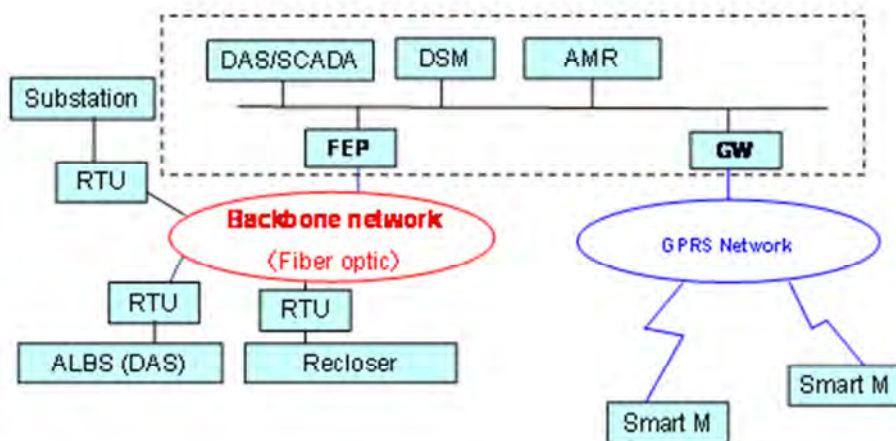 DAS/SCADA
DSM
AMR
Substation
FEP
GW
RTU
Backbone network
(Fiber optic)
GPRS Network
RTU
RTU
ALBS (DAS)
Recloser
Smart M
Smart M